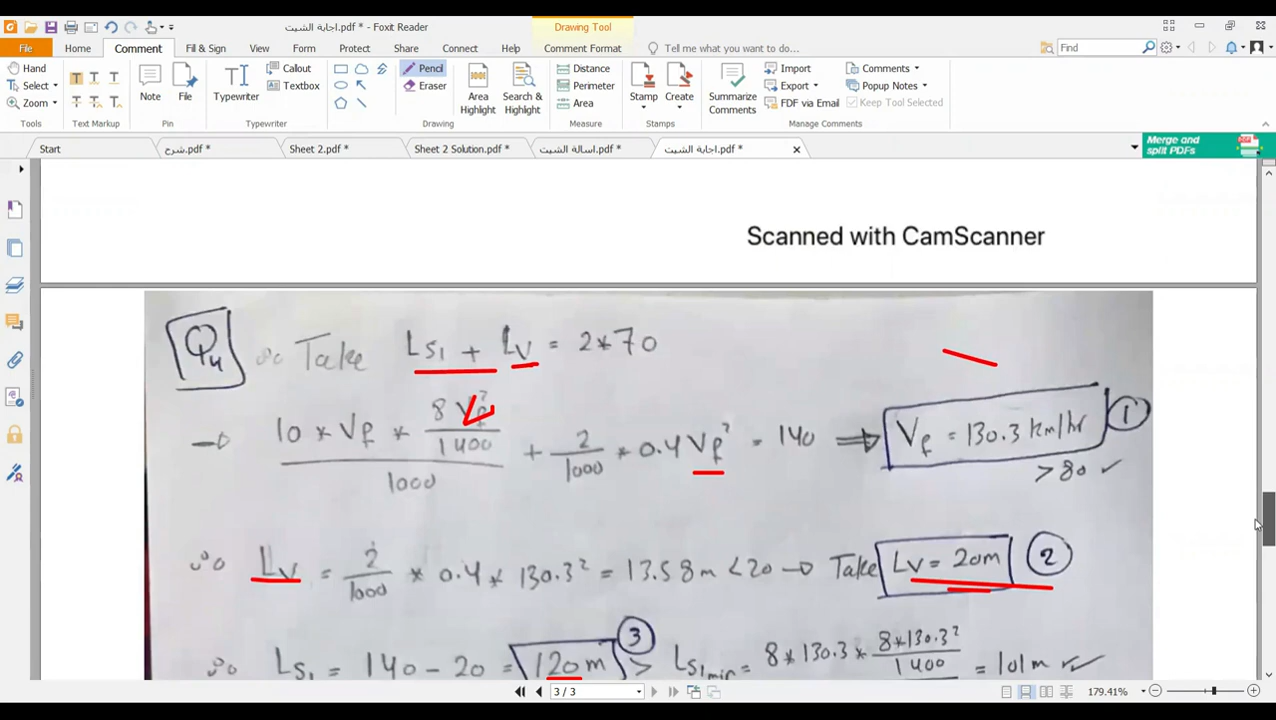 اجابة الشيت.pdf * - Foxit Reader
Drawing Tool
File Home Comment Fill & Sign View Form Protect Share Connect Help Comment Format Tell me what you want to do... Find
Hand
Select
Zoom
Tools
Text Markup
Note
File
Pin
Typewriter
Callout
Textbox
Typewriter
Pencil
Eraser
Drawing
Area Highlight
Search & Highlight
Distance
Perimeter
Area
Measure
Stamp
Create
Stamps
Summarize Comments
Import
Export
FDF via Email
Comments
Popup Notes
Keep Tool Selected
Manage Comments
Start شرح.pdf * Sheet 2.pdf * Sheet 2 Solution.pdf * اسالة الشيت.pdf * اجابة الشيت.pdf *
Merge and split PDFs
Scanned with CamScanner
Q4 ∴ Take LS1 + LV = 2*70
→ 10 * Vf * (8 Vf² / 1400) / 1000 + 2/1000 * 0.4 Vf² = 140 ⟹ Vf = 130.3 km/hr ①
> 80 ✓
∴ LV = 2/1000 * 0.4 * 130.3² = 13.58 m < 20 → Take LV = 20m ②
∴ LS1 = 140 - 20 = 120m ③ > LS1min = 8 * 130.3 * 8*130.3² / 1400 = 101 m ✓
3 / 3
179.41%